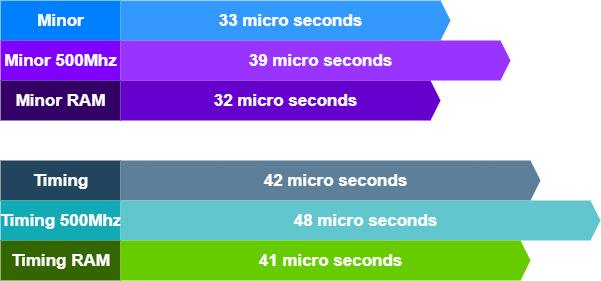 Minor 33 micro seconds
Minor 500Mhz 39 micro seconds
Minor RAM 32 micro seconds
Timing 42 micro seconds
Timing 500Mhz 48 micro seconds
Timing RAM 41 micro seconds